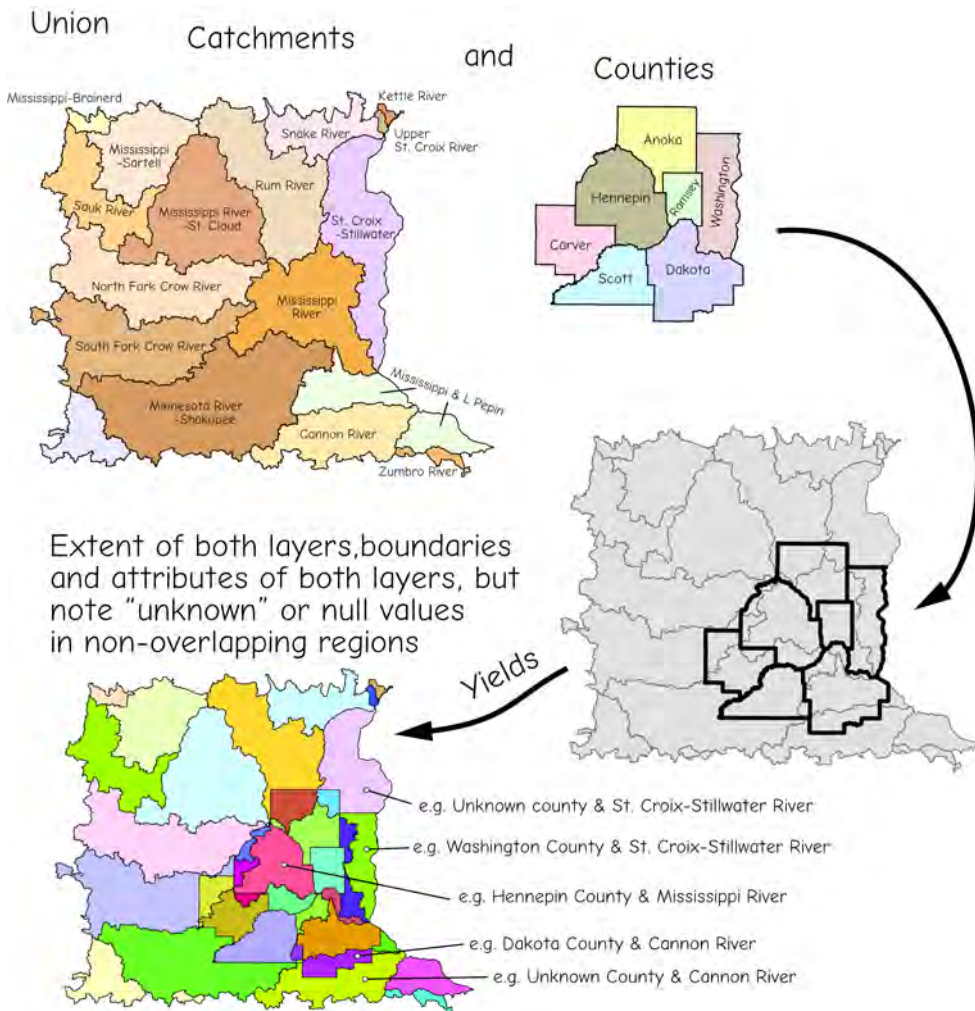 Union
Catchments
and
Counties
Mississippi-Brainerd
Kettle River
Snake River
Upper
St. Croix River
Mississippi
-Sartell
Rum River
Sauk River
Mississippi River
-St. Cloud
St. Croix
-Stillwater
North Fork Crow River
Mississippi
River
South Fork Crow River
Minnesota River
-Shakopee
Mississippi & L Pepin
Cannon River
Zumbro River
Anoka
Hennepin
Ramsey
Washington
Carver
Scott
Dakota
Extent of both layers,boundaries
and attributes of both layers, but
note "unknown" or null values
in non-overlapping regions
Yields
e.g. Unknown county & St. Croix-Stillwater River
e.g. Washington County & St. Croix-Stillwater River
e.g. Hennepin County & Mississippi River
e.g. Dakota County & Cannon River
e.g. Unknown County & Cannon River